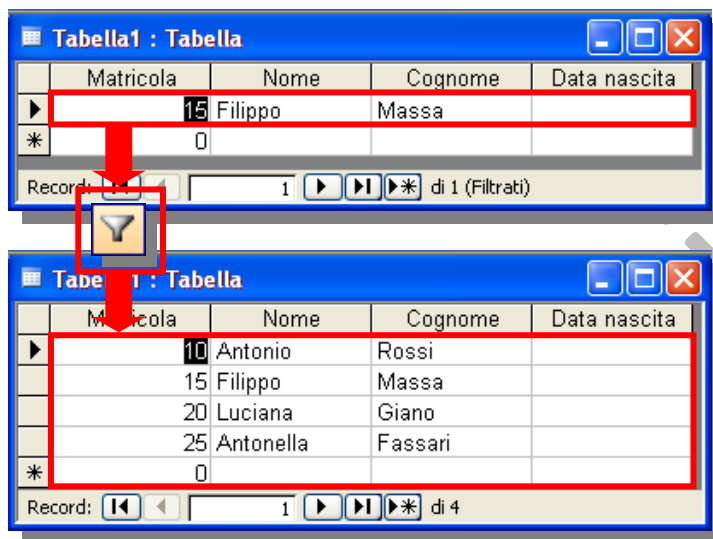 Tabella1 : Tabella
Matricola Nome Cognome Data nascita
15 Filippo Massa
0
Record: 1 di 1 (Filtrati)
: Tabella
Nome Cognome Data nascita
10 Antonio Rossi
15 Filippo Massa
20 Luciana Giano
25 Antonella Fassari
0
Record: 1 di 4